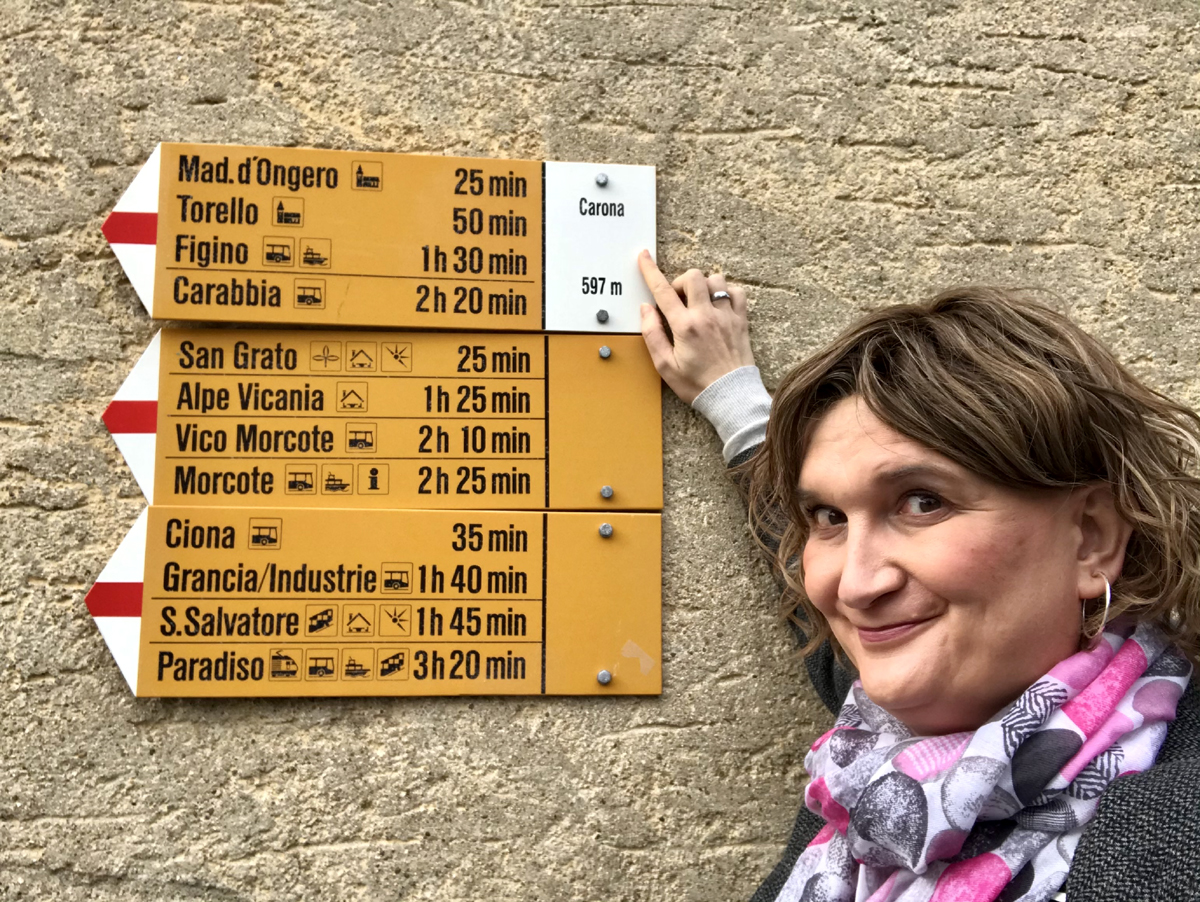 Mad. d'Ongero 25 min
Torello 50 min
Figino 1h 30 min
Carabbia 2h 20 min
Carona
597 m
San Grato 25 min
Alpe Vicania 1h 25 min
Vico Morcote 2h 10 min
Morcote i 2h 25 min
Ciona 35 min
Grancia/Industrie 1h 40 min
S.Salvatore 1h 45 min
Paradiso 3h 20 min